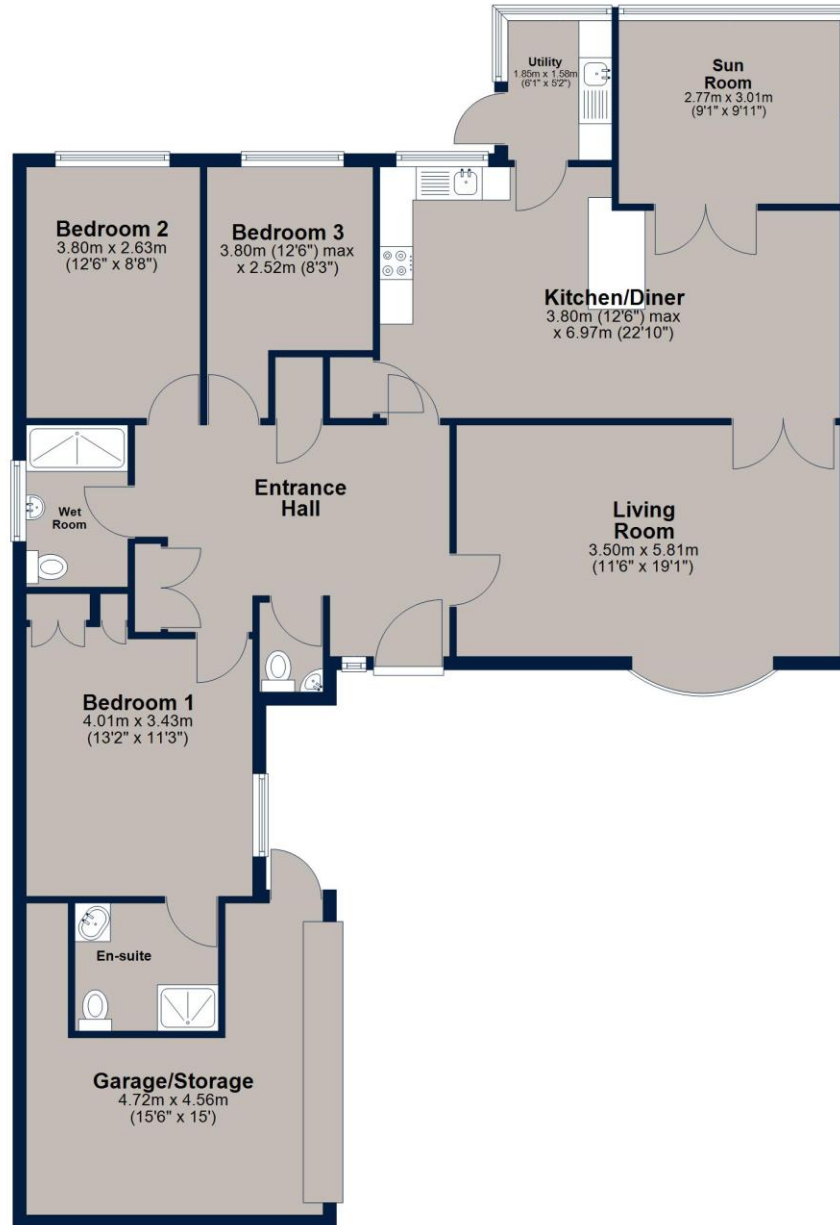 Utility
1.85m x 1.58m
(6'1" x 5'2")
Sun
Room
2.77m x 3.01m
(9'1" x 9'11")
Bedroom 2
3.80m x 2.63m
(12'6" x 8'8")
Bedroom 3
3.80m (12'6") max
x 2.52m (8'3")
Kitchen/Diner
3.80m (12'6") max
x 6.97m (22'10")
Wet
Room
Entrance
Hall
Living
Room
3.50m x 5.81m
(11'6" x 19'1")
Bedroom 1
4.01m x 3.43m
(13'2" x 11'3")
En-suite
Garage/Storage
4.72m x 4.56m
(15'6" x 15')